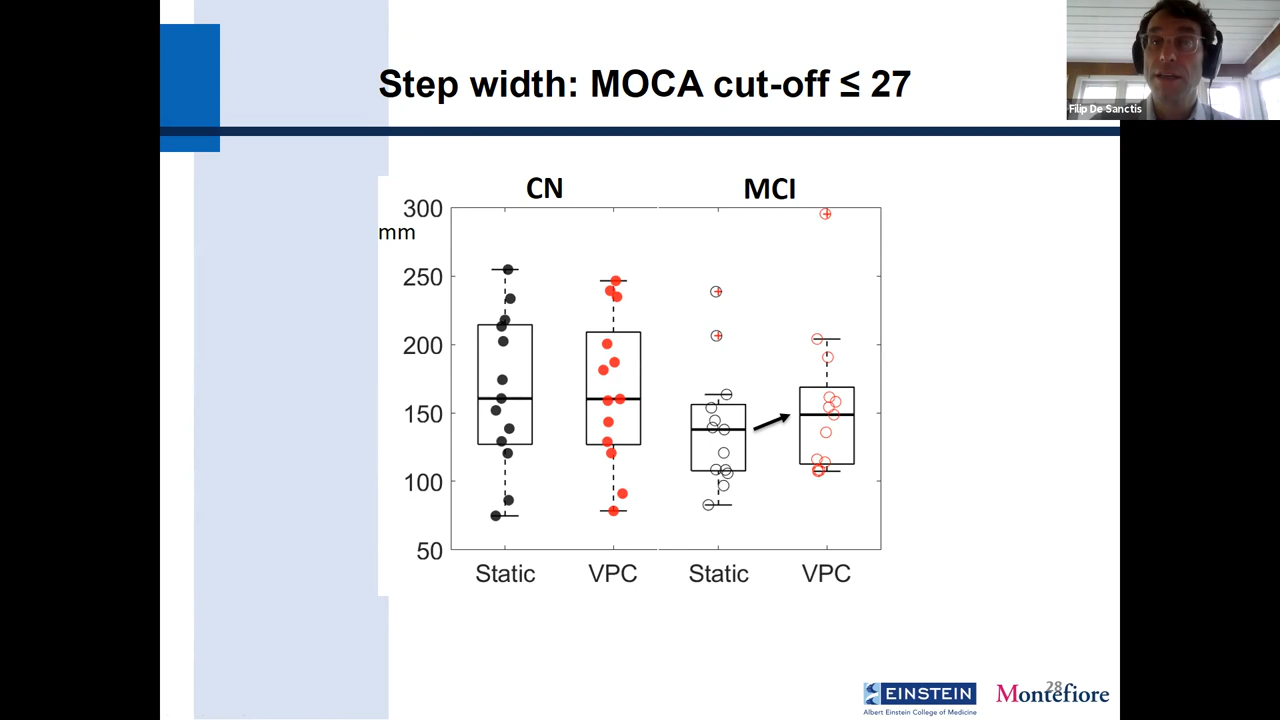 Step width: MOCA cut-off ≤ 27
Filip De Sanctis
CN
MCI
mm
300
250
200
150
100
50
Static
VPC
Static
VPC
EINSTEIN
Albert Einstein College of Medicine
Montefiore
28